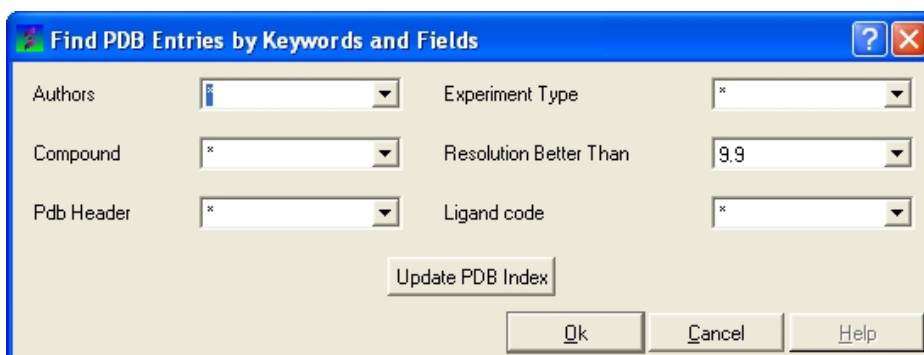 Find PDB Entries by Keywords and Fields
Authors * Experiment Type *
Compound * Resolution Better Than 9.9
Pdb Header * Ligand code *
Update PDB Index
Ok Cancel Help